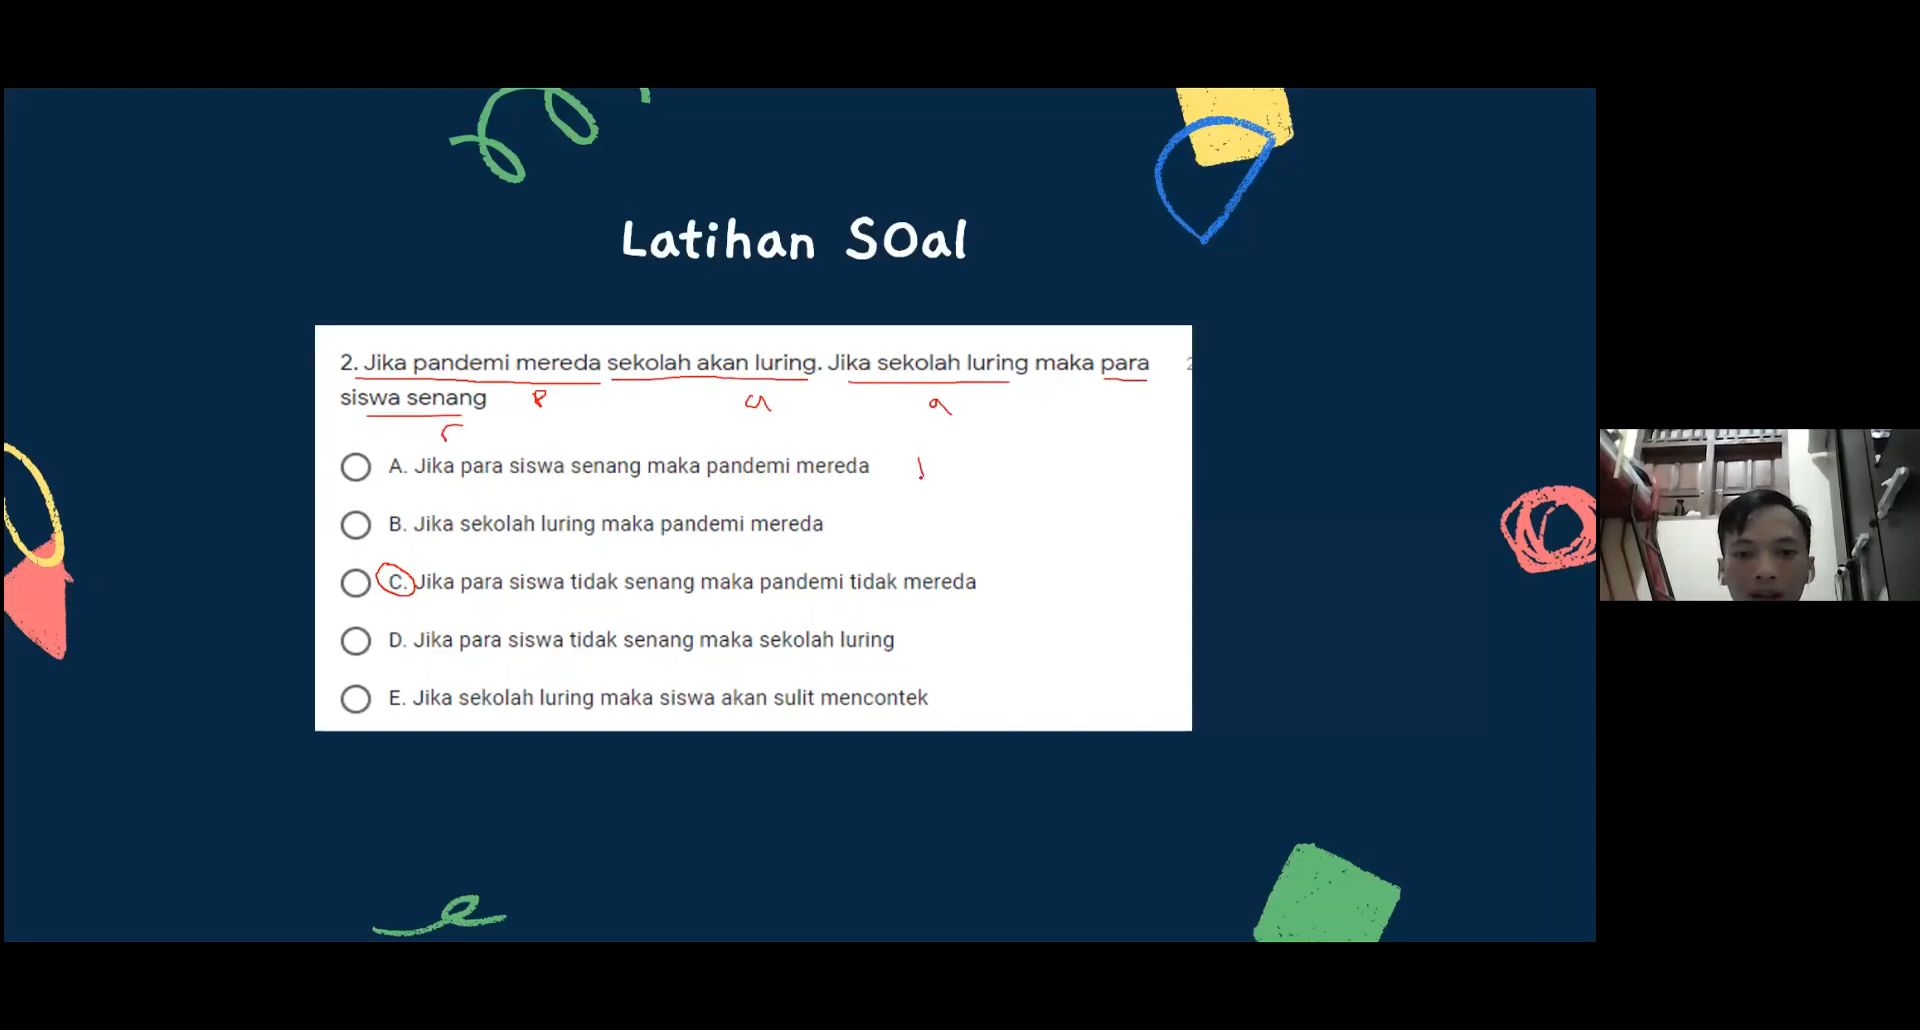 Latihan SOal
2. Jika pandemi mereda sekolah akan luring. Jika sekolah luring maka para
siswa senang
P
q
q
r
A. Jika para siswa senang maka pandemi mereda
B. Jika sekolah luring maka pandemi mereda
C. Jika para siswa tidak senang maka pandemi tidak mereda
D. Jika para siswa tidak senang maka sekolah luring
E. Jika sekolah luring maka siswa akan sulit mencontek